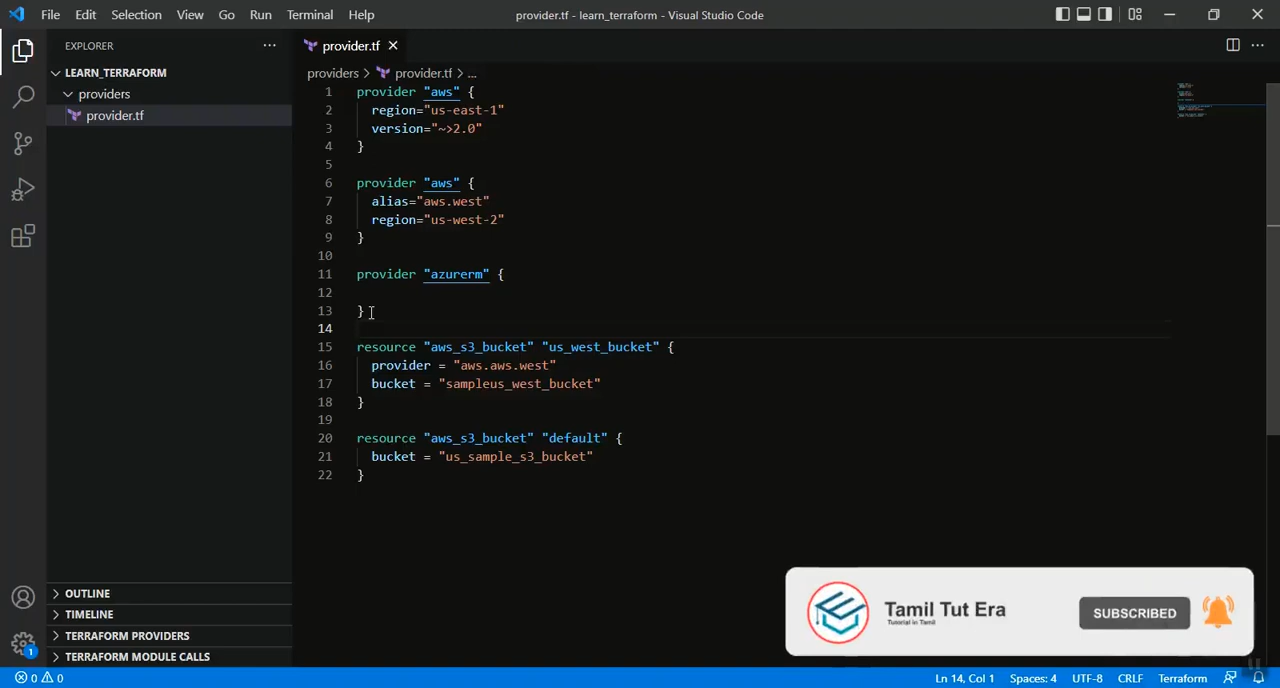 File Edit Selection View Go Run Terminal Help
provider.tf - learn_terraform - Visual Studio Code
EXPLORER
LEARN_TERRAFORM
providers
provider.tf
OUTLINE
TIMELINE
TERRAFORM PROVIDERS
TERRAFORM MODULE CALLS
provider.tf
providers > provider.tf > ...
1 provider "aws" {
2 region="us-east-1"
3 version="~>2.0"
4 }
5
6 provider "aws" {
7 alias="aws.west"
8 region="us-west-2"
9 }
10
11 provider "azurerm" {
12
13 }
14
15 resource "aws_s3_bucket" "us_west_bucket" {
16 provider = "aws.aws.west"
17 bucket = "sampleus_west_bucket"
18 }
19
20 resource "aws_s3_bucket" "default" {
21 bucket = "us_sample_s3_bucket"
22 }
Tamil Tut Era
Tutorial in Tamil
SUBSCRIBED
1
0 0
Ln 14, Col 1 Spaces: 4 UTF-8 CRLF Terraform